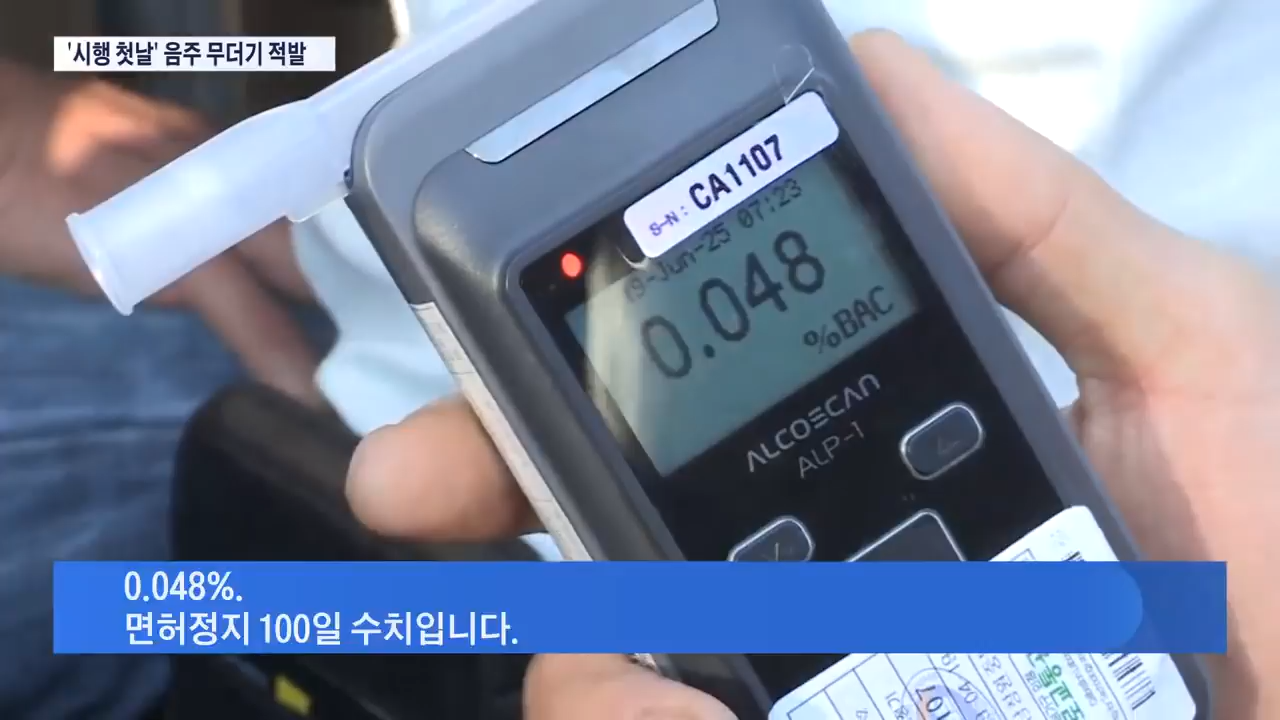 '시행 첫날' 음주 무더기 적발
S-N: CA1107
19-Jun-25 07:23
0.048
%BAC
ALCOSCAN
ALP-1
0.048%.
면허정지 100일 수치입니다.